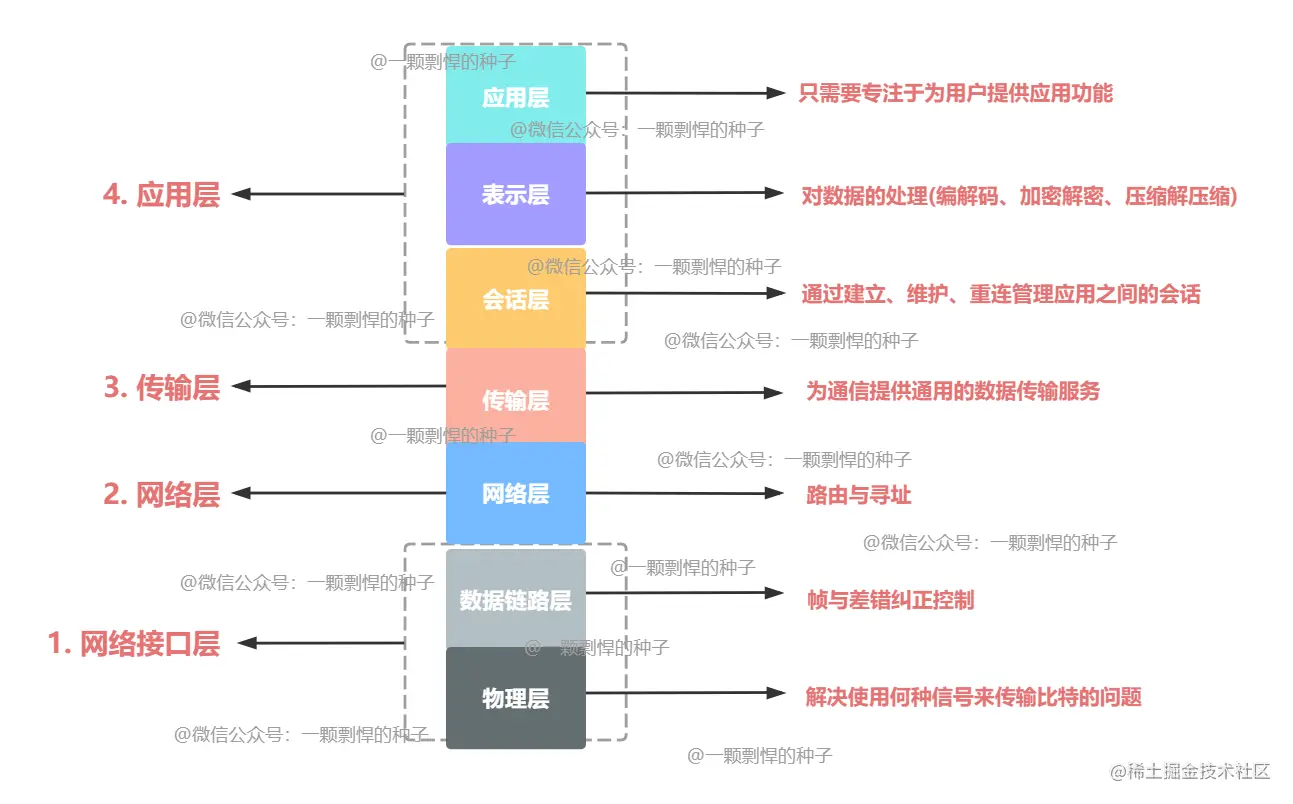 @一颗剽悍的种子
应用层
只需要专注于为用户提供应用功能
@微信公众号：一颗剽悍的种子
4. 应用层
表示层
对数据的处理(编解码、加密解密、压缩解压缩)
@微信公众号：一颗剽悍的种子
会话层
通过建立、维护、重连管理应用之间的会话
@微信公众号：一颗剽悍的种子
@微信公众号：一颗剽悍的种子
3. 传输层
传输层
为通信提供通用的数据传输服务
@一颗剽悍的种子
@微信公众号：一颗剽悍的种子
2. 网络层
网络层
路由与寻址
@微信公众号：一颗剽悍的种子
@一颗剽悍的种子
@微信公众号：一颗剽悍的种子
数据链路层
帧与差错纠正控制
1. 网络接口层
@一颗剽悍的种子
物理层
解决使用何种信号来传输比特的问题
@微信公众号：一颗剽悍的种子
@一颗剽悍的种子
@稀土掘金技术社区